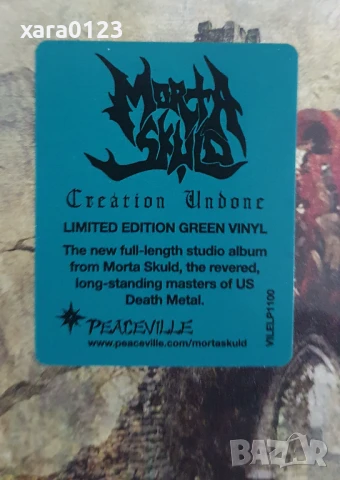 xara0123
MORTA
SKULD
Creation Undone
LIMITED EDITION GREEN VINYL
The new full-length studio album
from Morta Skuld, the revered,
long-standing masters of US
Death Metal.
PEACEVILLE
www.peaceville.com/mortaskuld
VILELP1100
BAZAR